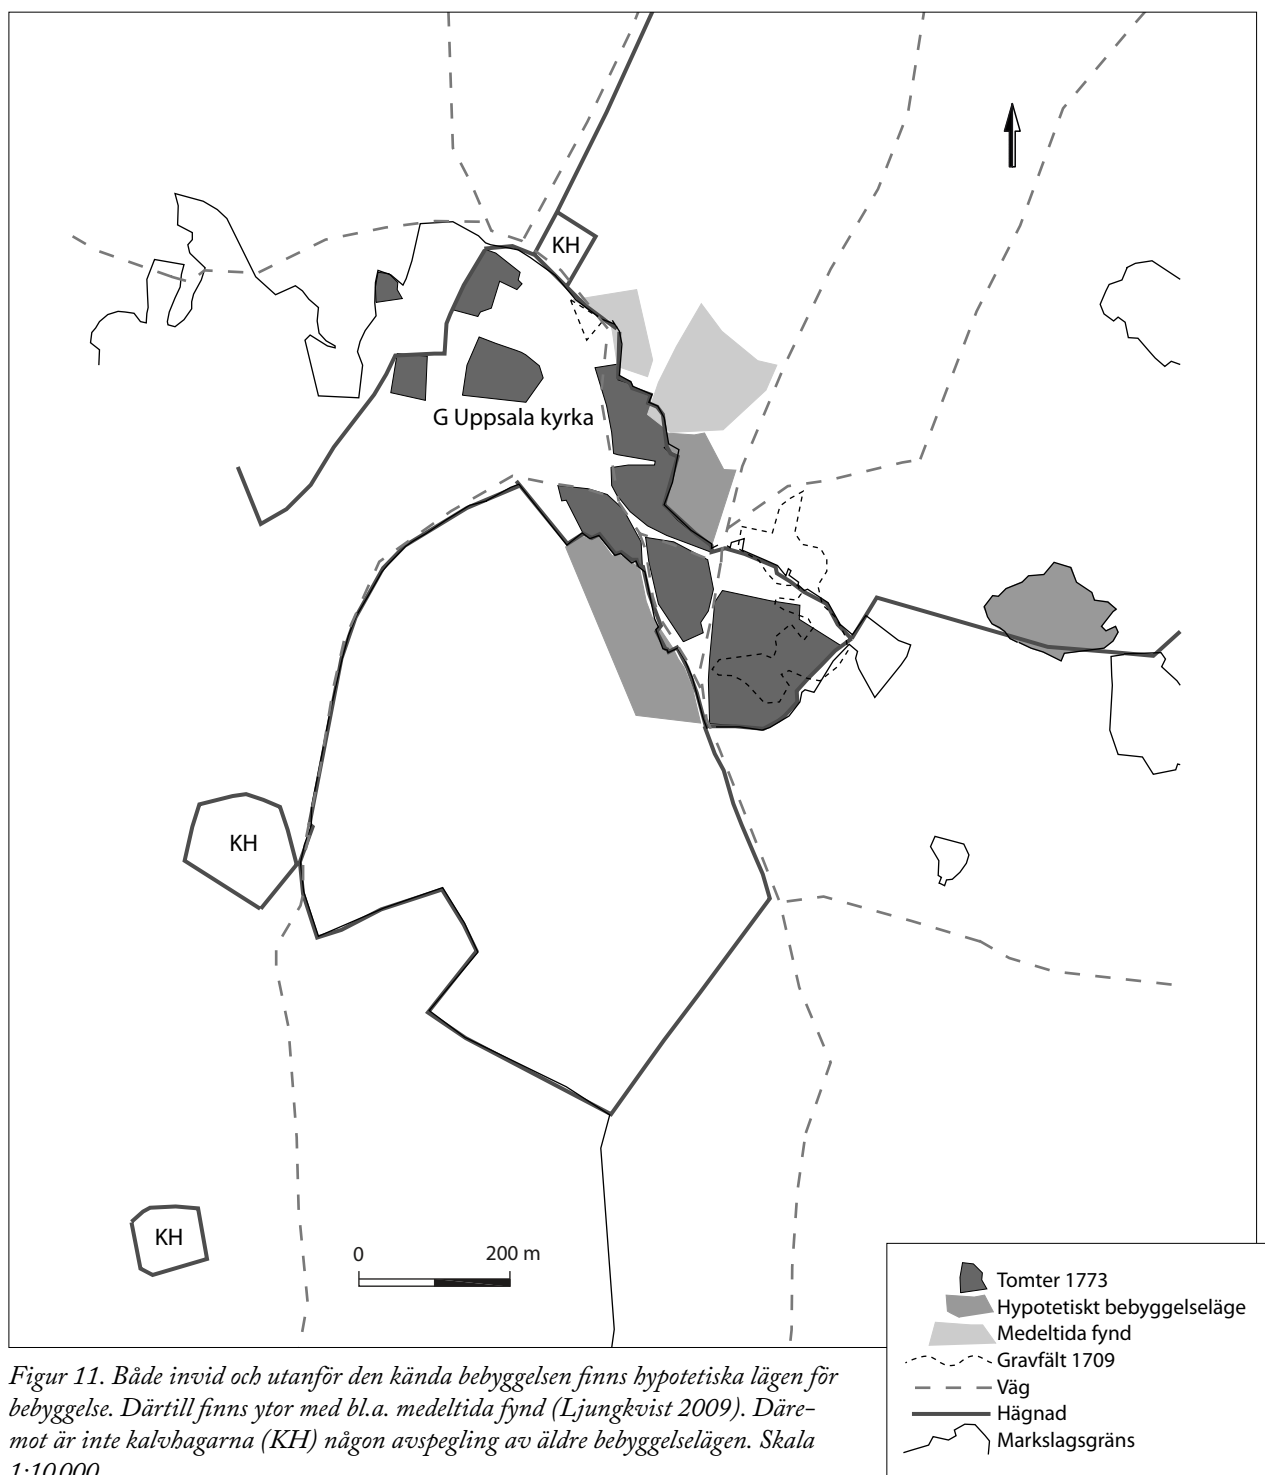 KH
G Uppsala kyrka
KH
KH
0 200 m
Tomter 1773
Hypotetiskt bebyggelseläge
Medeltida fynd
Gravfält 1709
Väg
Hägnad
Markslagsgräns
Figur 11. Både invid och utanför den kända bebyggelsen finns hypotetiska lägen för
bebyggelse. Därtill finns ytor med bl.a. medeltida fynd (Ljungkvist 2009). Däre-
mot är inte kalvhagarna (KH) någon avspegling av äldre bebyggelselägen. Skala
1:10 000